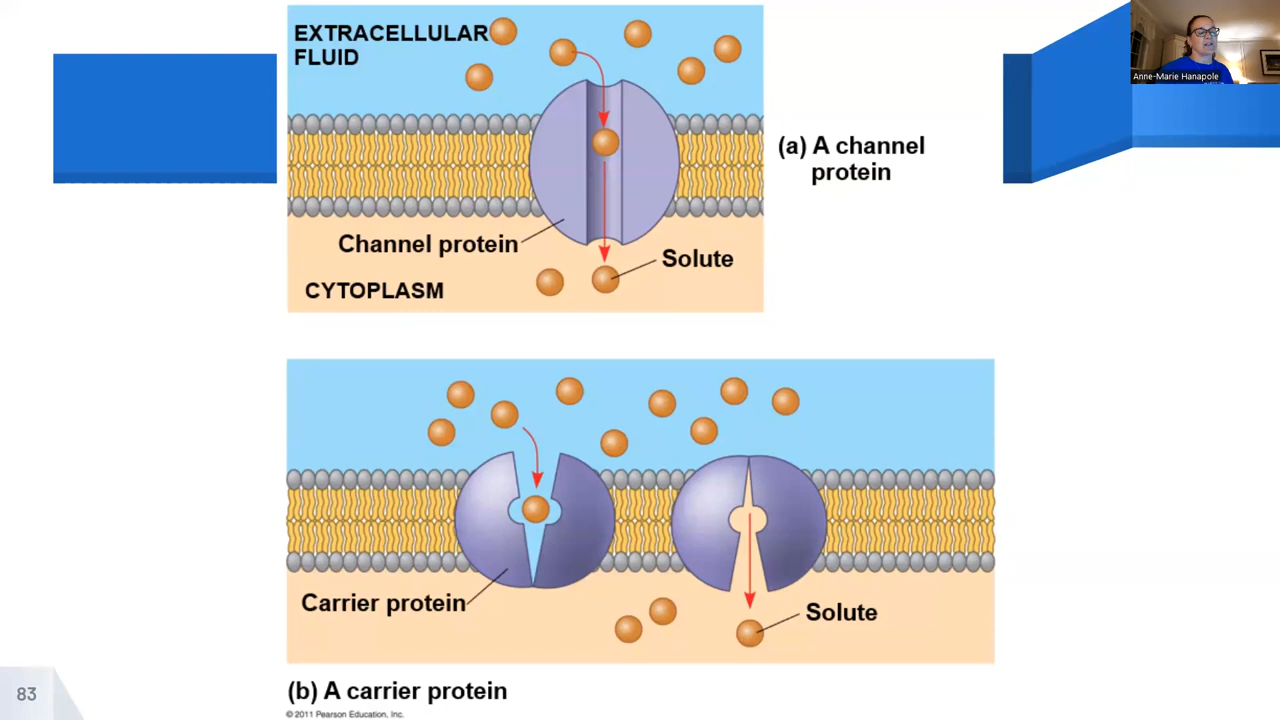 EXTRACELLULAR
FLUID
Anne-Marie Hanapole
(a) A channel
protein
Channel protein
Solute
CYTOPLASM
Carrier protein
Solute
83
(b) A carrier protein
© 2011 Pearson Education, Inc.